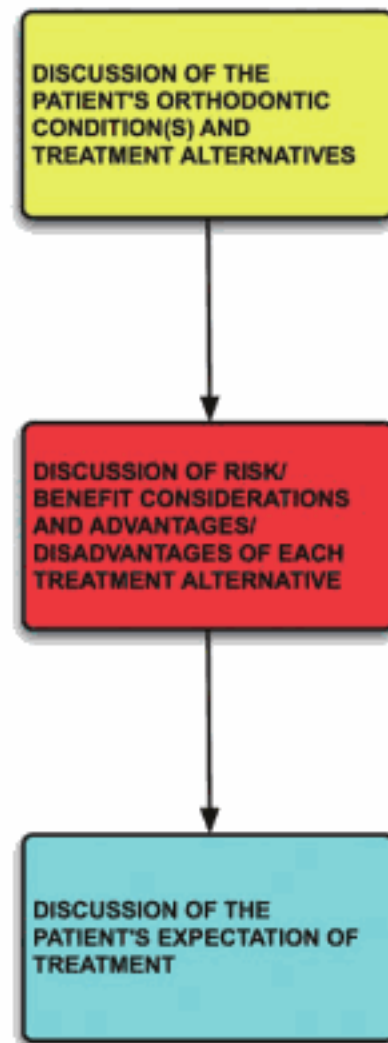 DISCUSSION OF THE
PATIENT'S ORTHODONTIC
CONDITION(S) AND
TREATMENT ALTERNATIVES
DISCUSSION OF RISK/
BENEFIT CONSIDERATIONS
AND ADVANTAGES/
DISADVANTAGES OF EACH
TREATMENT ALTERNATIVE
DISCUSSION OF THE
PATIENT'S EXPECTATION OF
TREATMENT